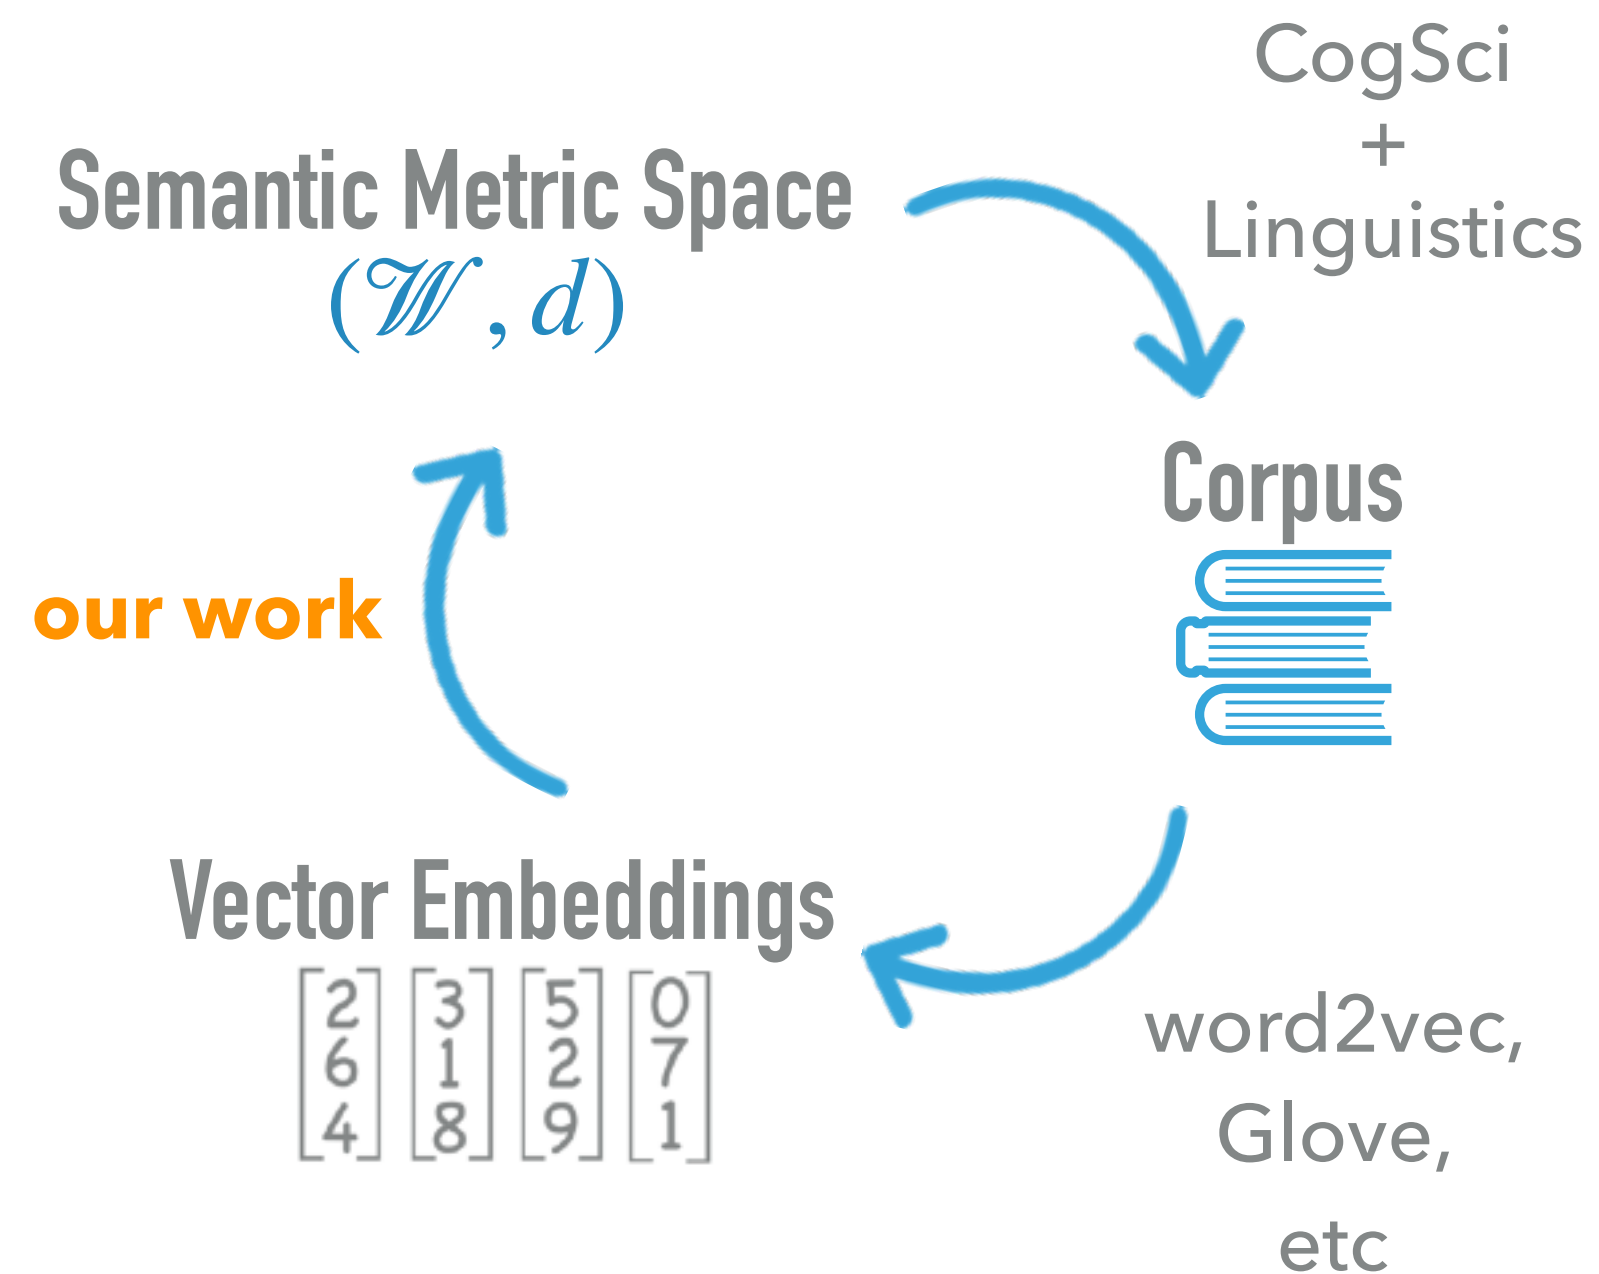 CogSci
+
Linguistics
Semantic Metric Space
(𝒲, d)
Corpus
our work
Vector Embeddings
[2 6 4] [3 1 8] [5 2 9] [0 7 1]
word2vec,
Glove,
etc